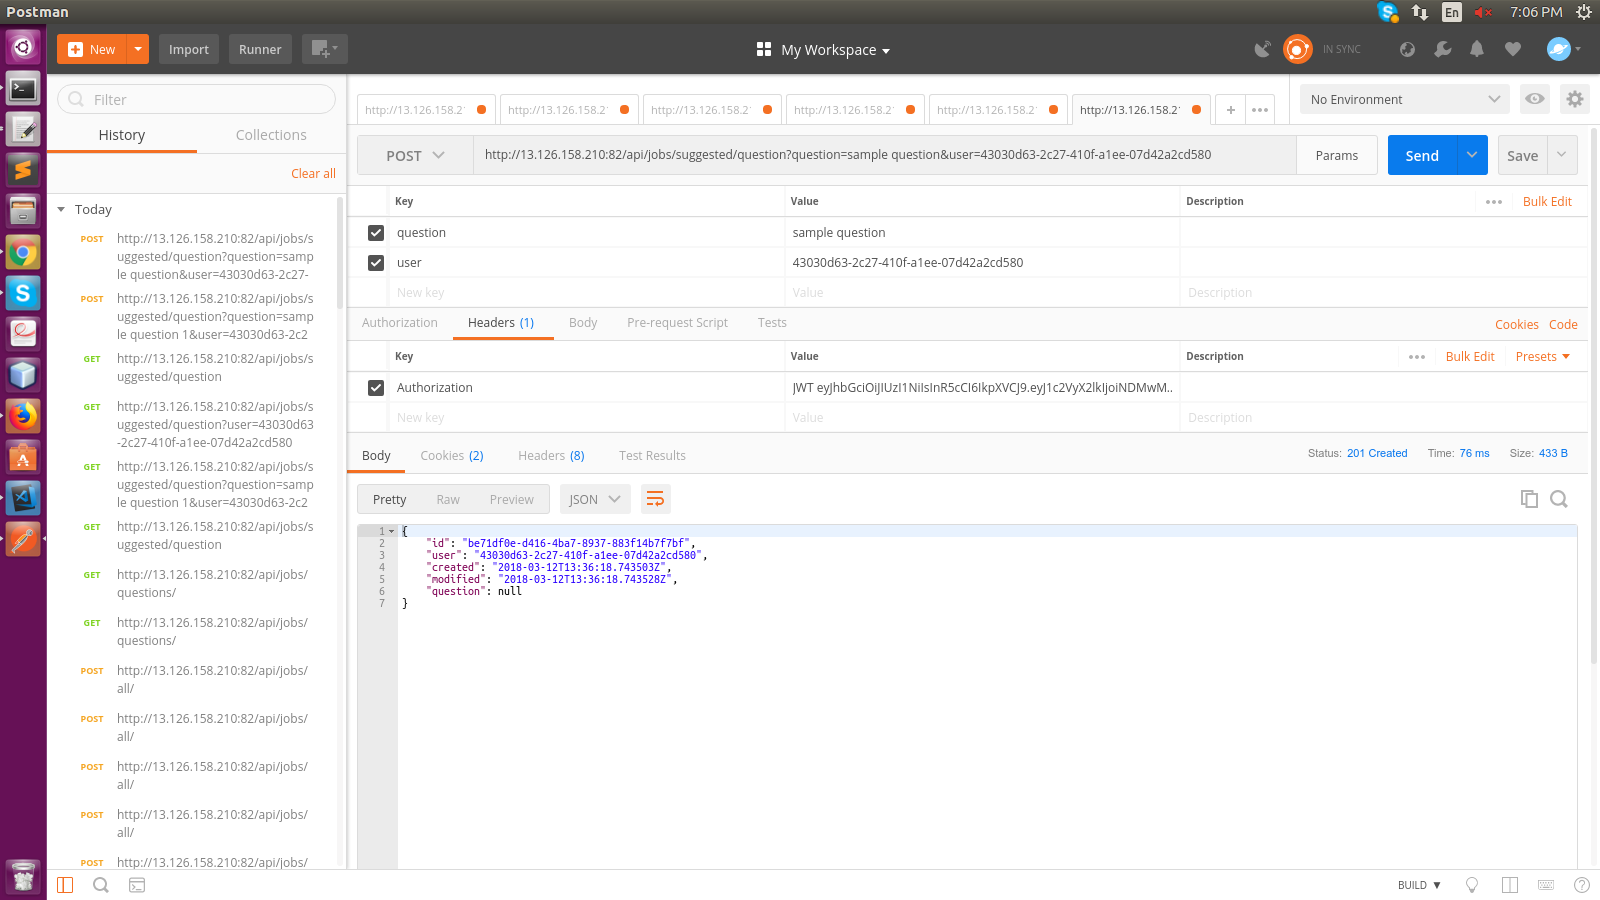 Postman
En
7:06 PM
New
Import
Runner
My Workspace
IN SYNC
Filter
History
Collections
Clear all
Today
POST
http://13.126.158.210:82/api/jobs/s
uggested/question?question=samp
le question&user=43030d63-2c27-
POST
http://13.126.158.210:82/api/jobs/s
uggested/question?question=samp
le question 1&user=43030d63-2c2
GET
http://13.126.158.210:82/api/jobs/s
uggested/question
GET
http://13.126.158.210:82/api/jobs/s
uggested/question?user=43030d63
-2c27-410f-a1ee-07d42a2cd580
GET
http://13.126.158.210:82/api/jobs/s
uggested/question?question=samp
le question 1&user=43030d63-2c2
GET
http://13.126.158.210:82/api/jobs/s
uggested/question
GET
http://13.126.158.210:82/api/jobs/
questions/
GET
http://13.126.158.210:82/api/jobs/
questions/
POST
http://13.126.158.210:82/api/jobs/
all/
POST
http://13.126.158.210:82/api/jobs/
all/
POST
http://13.126.158.210:82/api/jobs/
all/
POST
http://13.126.158.210:82/api/jobs/
all/
POST
http://13.126.158.210:82/api/jobs/
http://13.126.158.2
http://13.126.158.2
http://13.126.158.2
http://13.126.158.2
http://13.126.158.2
http://13.126.158.2
No Environment
POST
http://13.126.158.210:82/api/jobs/suggested/question?question=sample question&user=43030d63-2c27-410f-a1ee-07d42a2cd580
Params
Send
Save
Key Value Description Bulk Edit
question sample question
user 43030d63-2c27-410f-a1ee-07d42a2cd580
New key Value Description
Authorization Headers (1) Body Pre-request Script Tests Cookies Code
Key Value Description Bulk Edit Presets
Authorization JWT eyJhbGciOiJIUzI1NiIsInR5cCI6IkpXVCJ9.eyJ1c2VyX2lkIjoiNDMwM..
New key Value Description
Body Cookies (2) Headers (8) Test Results Status: 201 Created Time: 76 ms Size: 433 B
Pretty Raw Preview JSON
1 {
2 "id": "be71df0e-d416-4ba7-8937-883f14b7f7bf",
3 "user": "43030d63-2c27-410f-a1ee-07d42a2cd580",
4 "created": "2018-03-12T13:36:18.743503Z",
5 "modified": "2018-03-12T13:36:18.743528Z",
6 "question": null
7 }
BUILD